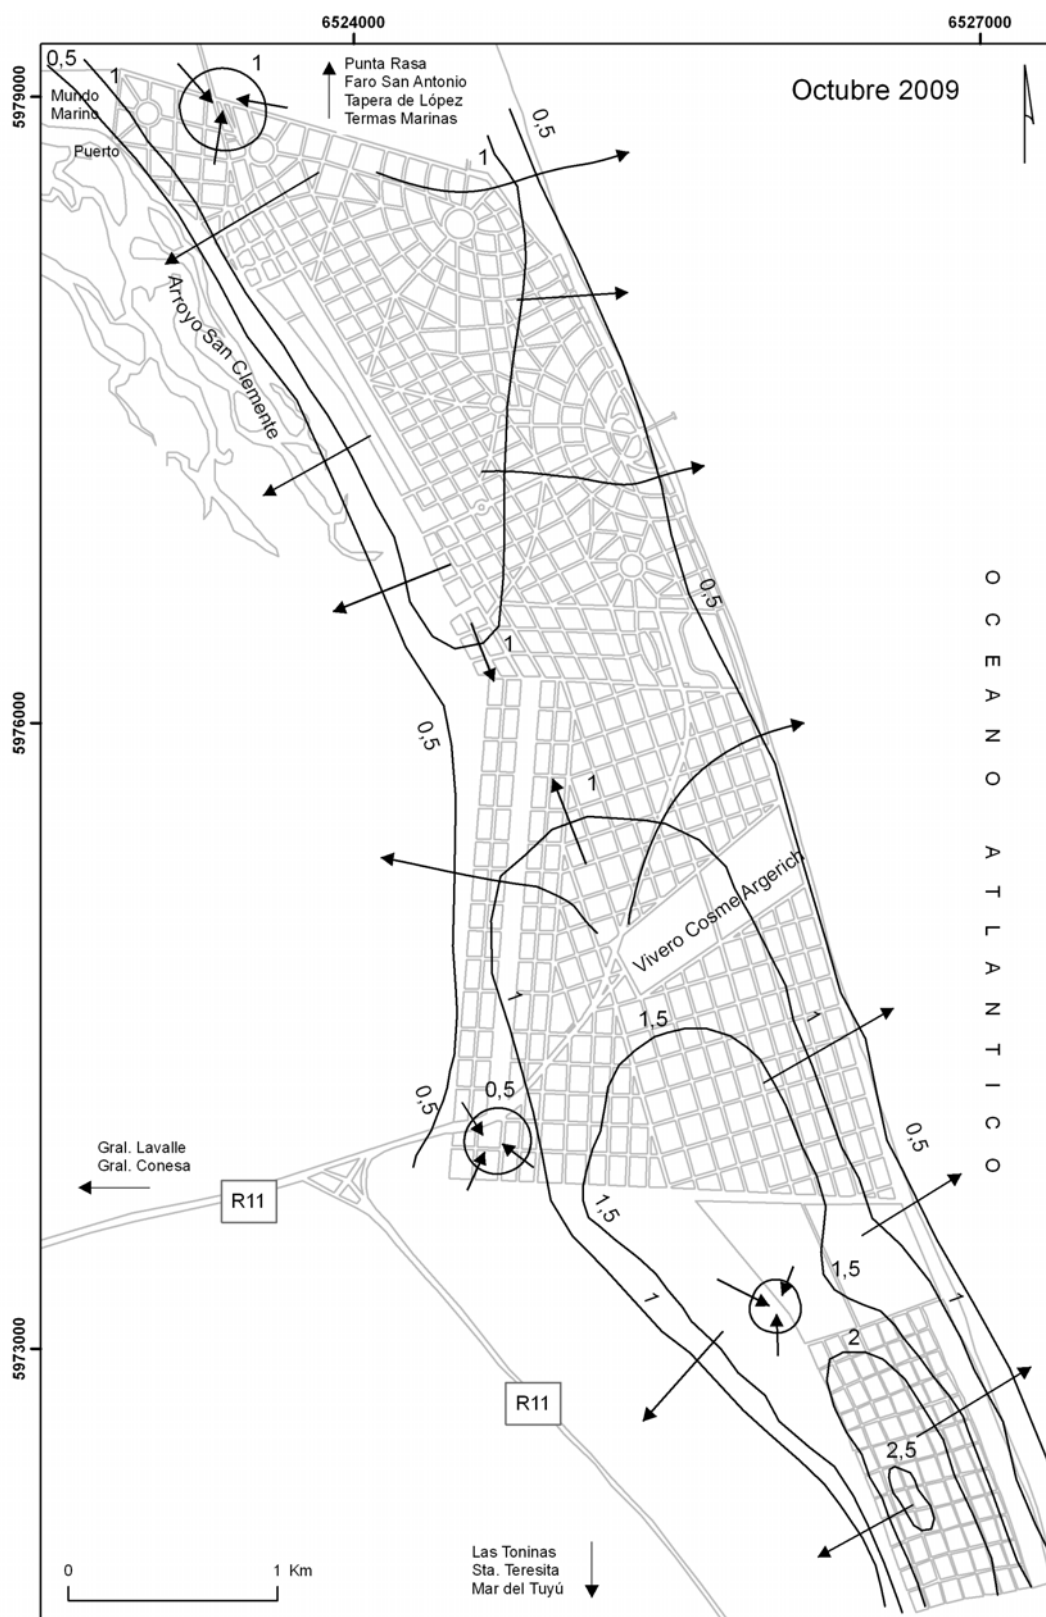 6524000
6527000
5979000
5976000
5973000
Octubre 2009
0,5
1
1
Mundo
Marino
Puerto
Punta Rasa
Faro San Antonio
Tapera de López
Termas Marinas
0,5
1
Arroyo San Clemente
0,5
1
0,5
1
OCEANO ATLANTICO
Vivero Cosme Argerich
1
1,5
1
0,5
0,5
0,5
Gral. Lavalle
Gral. Conesa
R11
1,5
1,5
1
1
2
R11
2,5
0
1 Km
Las Toninas
Sta. Teresita
Mar del Tuyú